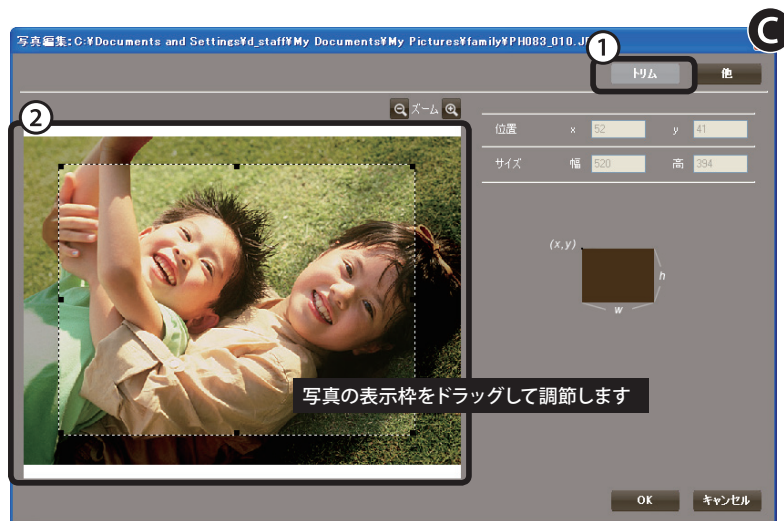 写真編集:C:¥Documents and Settings¥d_staff¥My Documents¥My Pictures¥family¥PH083_010.J
C
1
トリム
他
2
ズーム
位置 x 52 y 41
サイズ 幅 520 高 394
(x,y)
h
w
写真の表示枠をドラッグして調節します
OK キャンセル